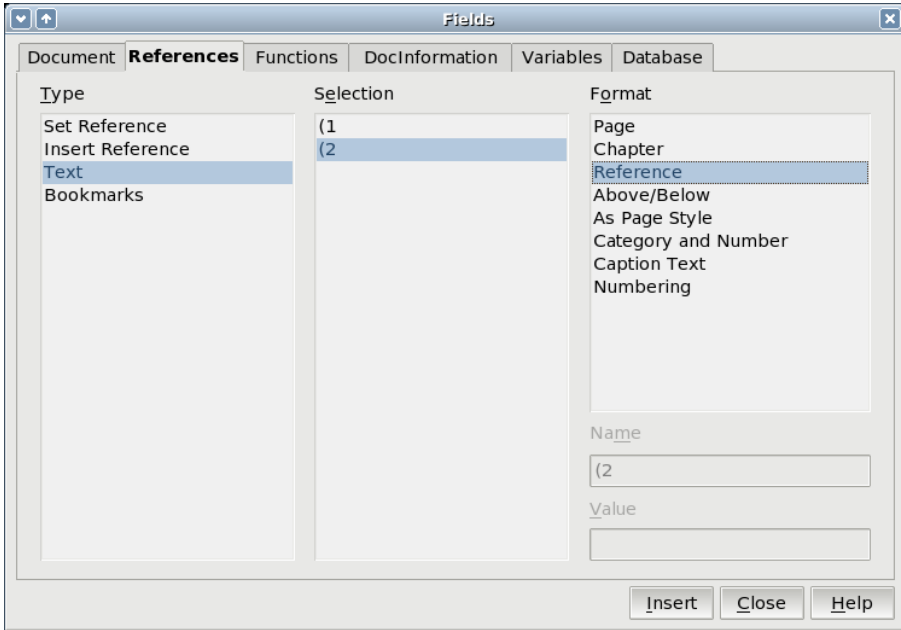 Fields
Document References Functions DocInformation Variables Database
Type
Set Reference
Insert Reference
Text
Bookmarks
Selection
(1
(2
Format
Page
Chapter
Reference
Above/Below
As Page Style
Category and Number
Caption Text
Numbering
Name
(2
Value
Insert Close Help